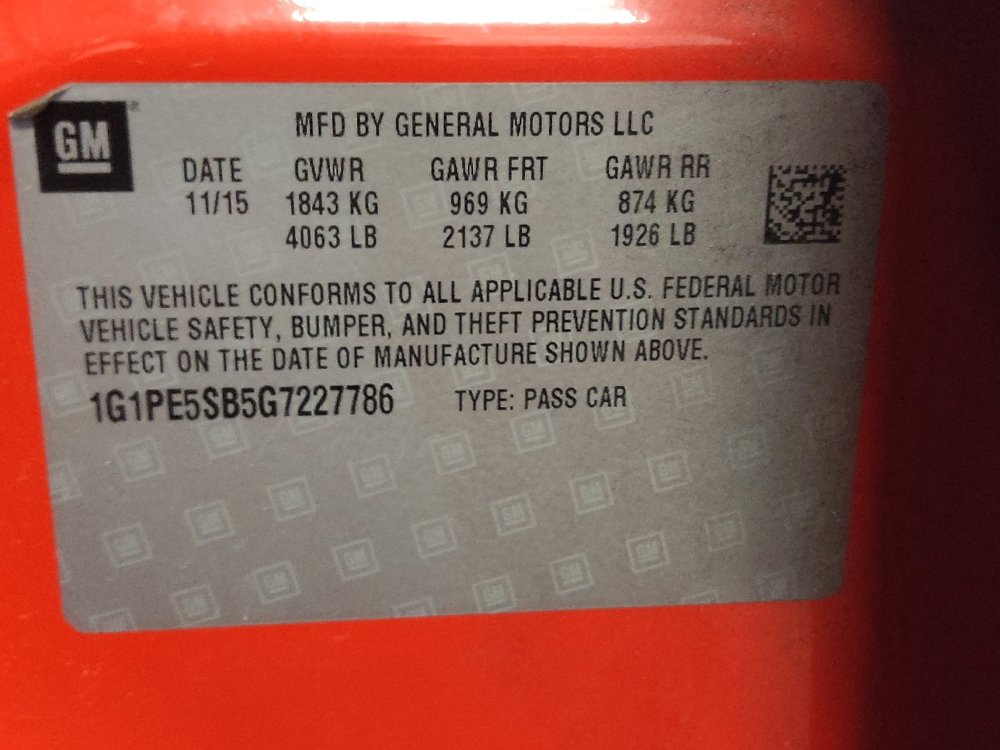 GM
MFD BY GENERAL MOTORS LLC
DATE GVWR GAWR FRT GAWR RR
11/15 1843 KG 969 KG 874 KG
4063 LB 2137 LB 1926 LB
THIS VEHICLE CONFORMS TO ALL APPLICABLE U.S. FEDERAL MOTOR
VEHICLE SAFETY, BUMPER, AND THEFT PREVENTION STANDARDS IN
EFFECT ON THE DATE OF MANUFACTURE SHOWN ABOVE.
1G1PE5SB5G7227786 TYPE: PASS CAR